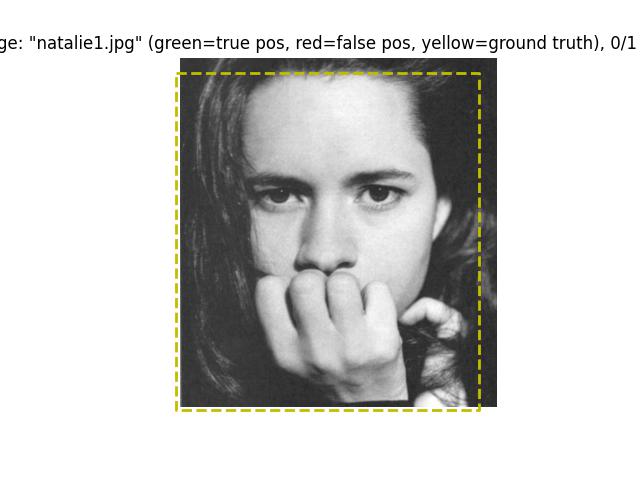 ge: "natalie1.jpg" (green=true pos, red=false pos, yellow=ground truth), 0/1